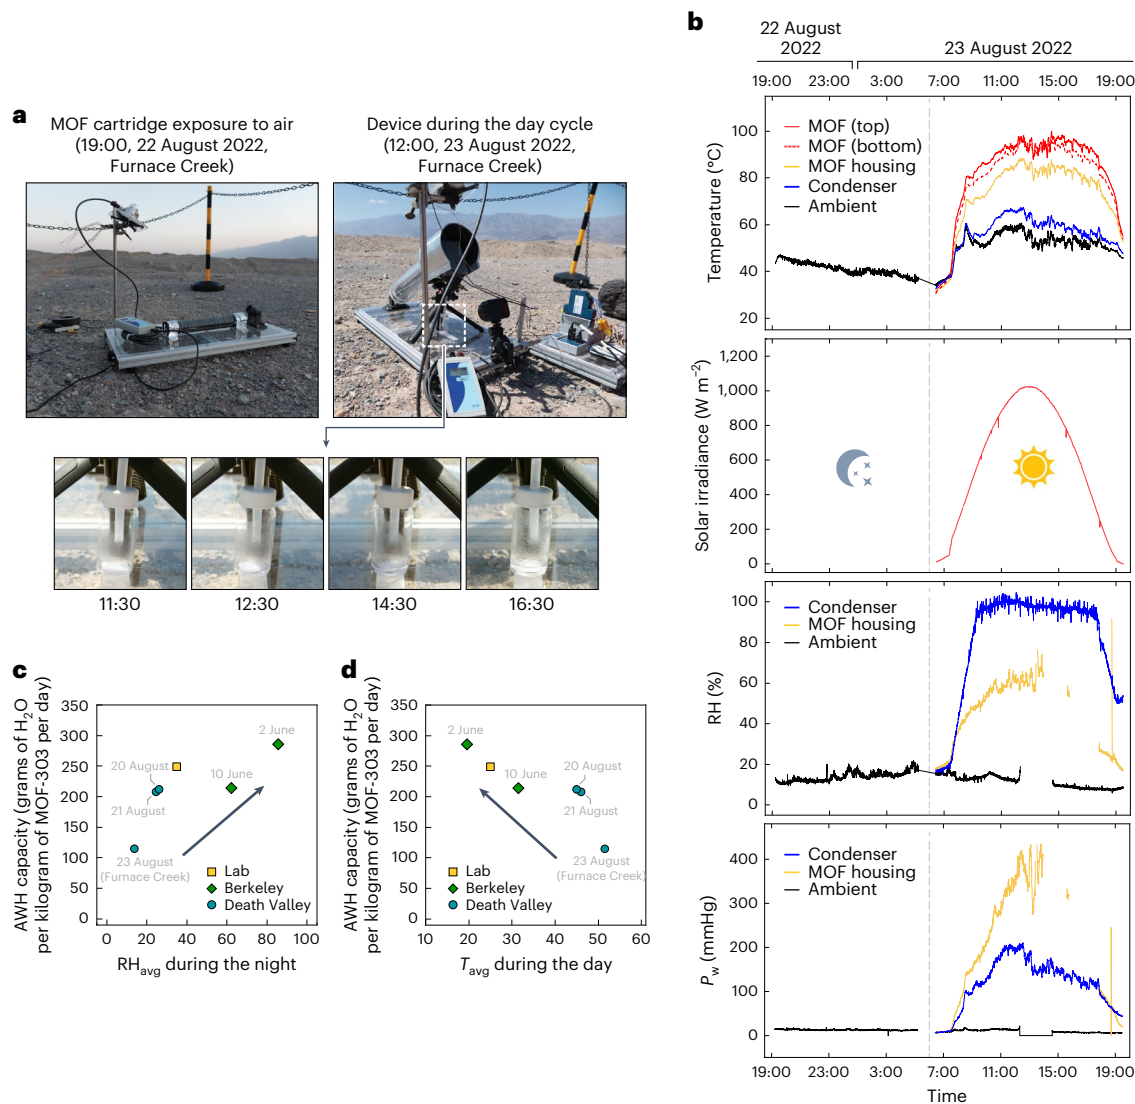 a
MOF cartridge exposure to air
(19:00, 22 August 2022,
Furnace Creek)
Device during the day cycle
(12:00, 23 August 2022,
Furnace Creek)
11:30
12:30
14:30
16:30
b
22 August
2022
23 August 2022
19:00 23:00 3:00 7:00 11:00 15:00 19:00
Temperature (°C)
100
80
60
40
20
MOF (top)
MOF (bottom)
MOF housing
Condenser
Ambient
Solar irradiance (W m⁻²)
1,200
1,000
800
600
400
200
0
RH (%)
100
80
60
40
20
0
Condenser
MOF housing
Ambient
P_w (mmHg)
400
300
200
100
0
Condenser
MOF housing
Ambient
19:00 23:00 3:00 7:00 11:00 15:00 19:00
Time
c
AWH capacity (grams of H₂O
per kilogram of MOF-303 per day)
350
300
250
200
150
100
50
0
2 June
20 August
10 June
21 August
23 August
(Furnace Creek)
Lab
Berkeley
Death Valley
0 20 40 60 80 100
RH_avg during the night
d
AWH capacity (grams of H₂O
per kilogram of MOF-303 per day)
350
300
250
200
150
100
50
0
2 June
20 August
10 June
21 August
23 August
(Furnace Creek)
Lab
Berkeley
Death Valley
10 20 30 40 50 60
T_avg during the day